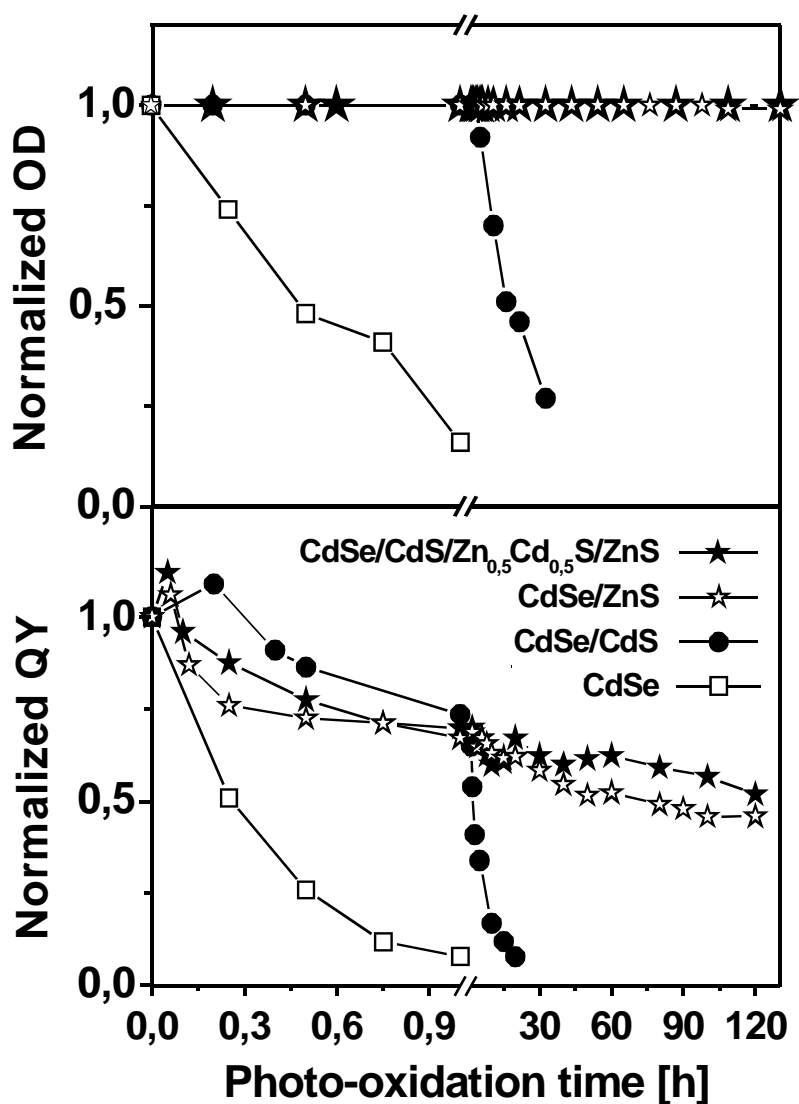 Normalized OD
1,0
0,5
0,0
Normalized QY
1,0
0,5
0,0
CdSe/CdS/Zn0,5Cd0,5S/ZnS
CdSe/ZnS
CdSe/CdS
CdSe
0,0 0,3 0,6 0,9 30 60 90 120
Photo-oxidation time [h]